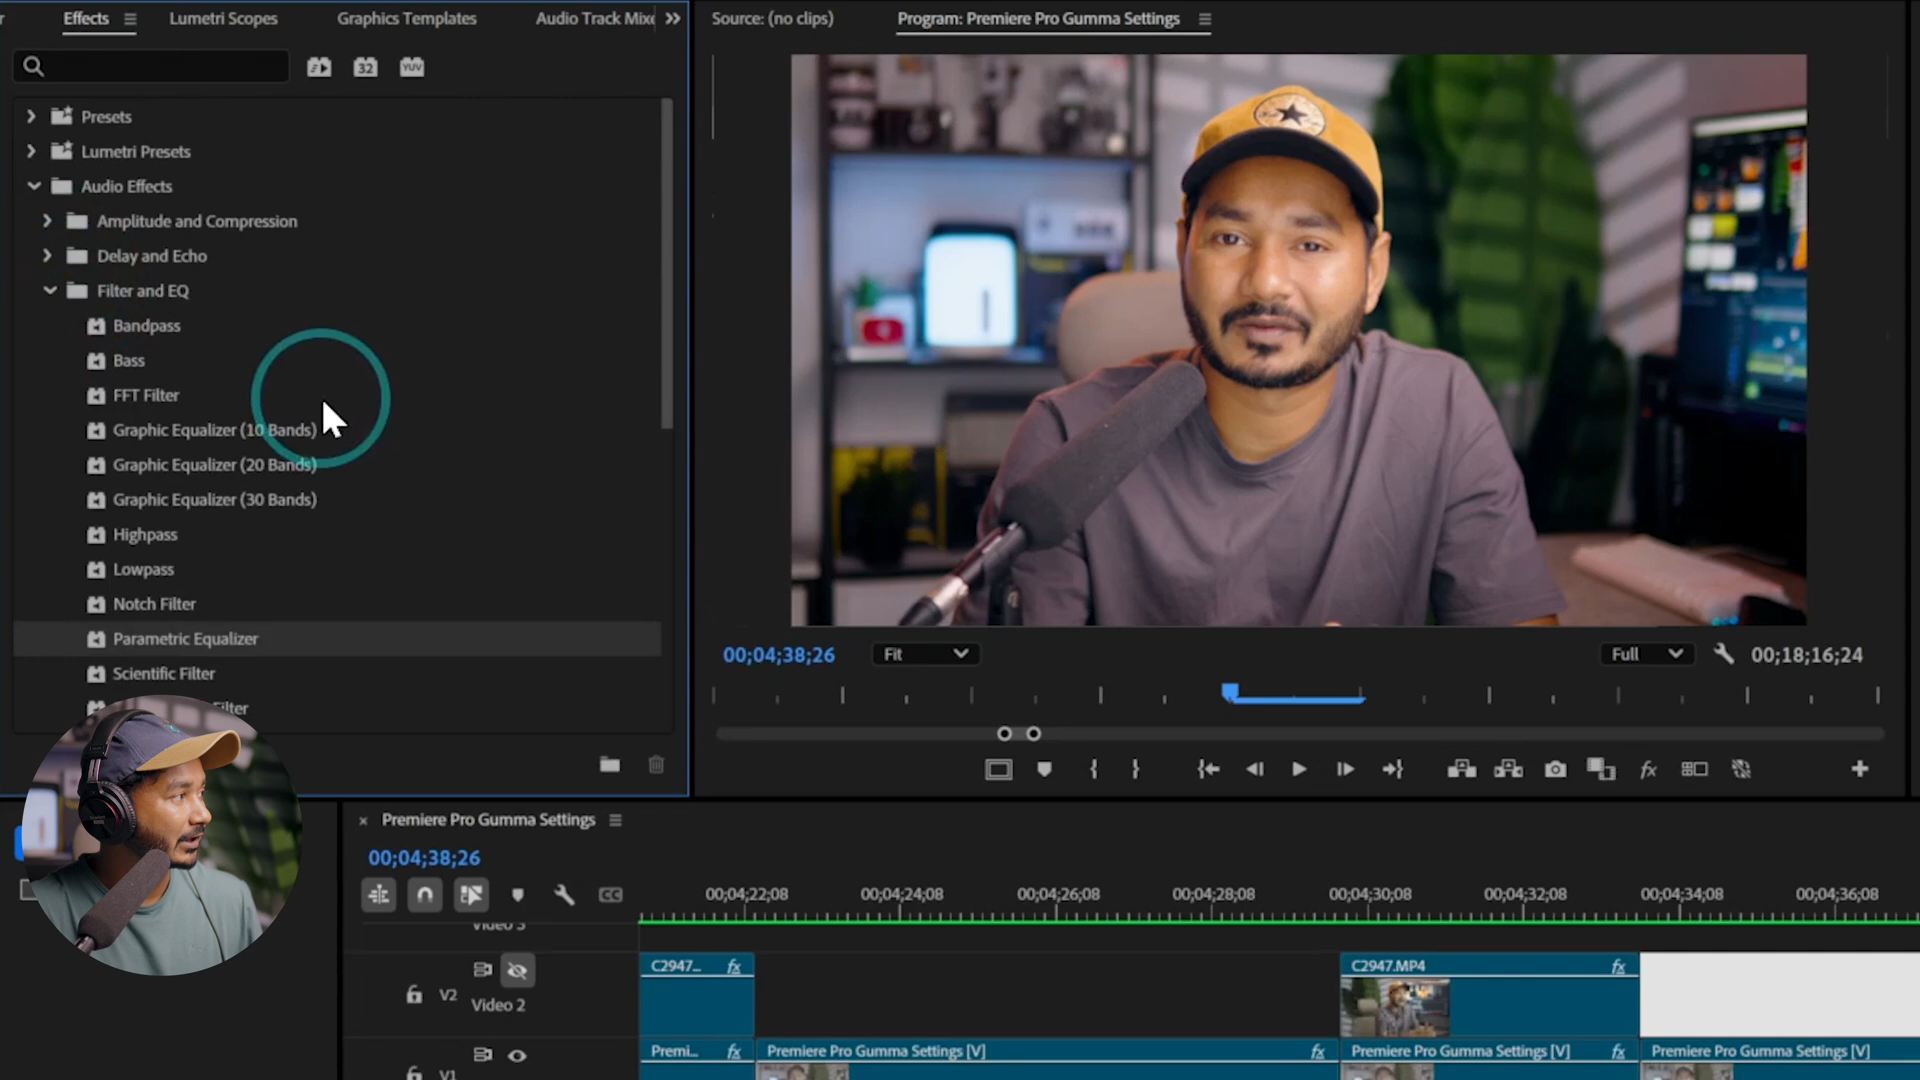 Effects
Lumetri Scopes
Graphics Templates
Audio Track Mixe
Source: (no clips)
Program: Premiere Pro Gumma Settings
32
YUV
Presets
Lumetri Presets
Audio Effects
Amplitude and Compression
Delay and Echo
Filter and EQ
Bandpass
Bass
FFT Filter
Graphic Equalizer (10 Bands)
Graphic Equalizer (20 Bands)
Graphic Equalizer (30 Bands)
Highpass
Lowpass
Notch Filter
Parametric Equalizer
Scientific Filter
00;04;38;26
Fit
Full
00;18;16;24
fx
× Premiere Pro Gumma Settings
00;04;38;26
CC
00;04;22;08
00;04;24;08
00;04;26;08
00;04;28;08
00;04;30;08
00;04;32;08
00;04;34;08
00;04;36;08
Video 3
C2947...
fx
C2947.MP4
fx
V2
Video 2
Premi...
fx
Premiere Pro Gumma Settings [V]
fx
Premiere Pro Gumma Settings [V]
fx
Premiere Pro Gumma Settings [V]
V1